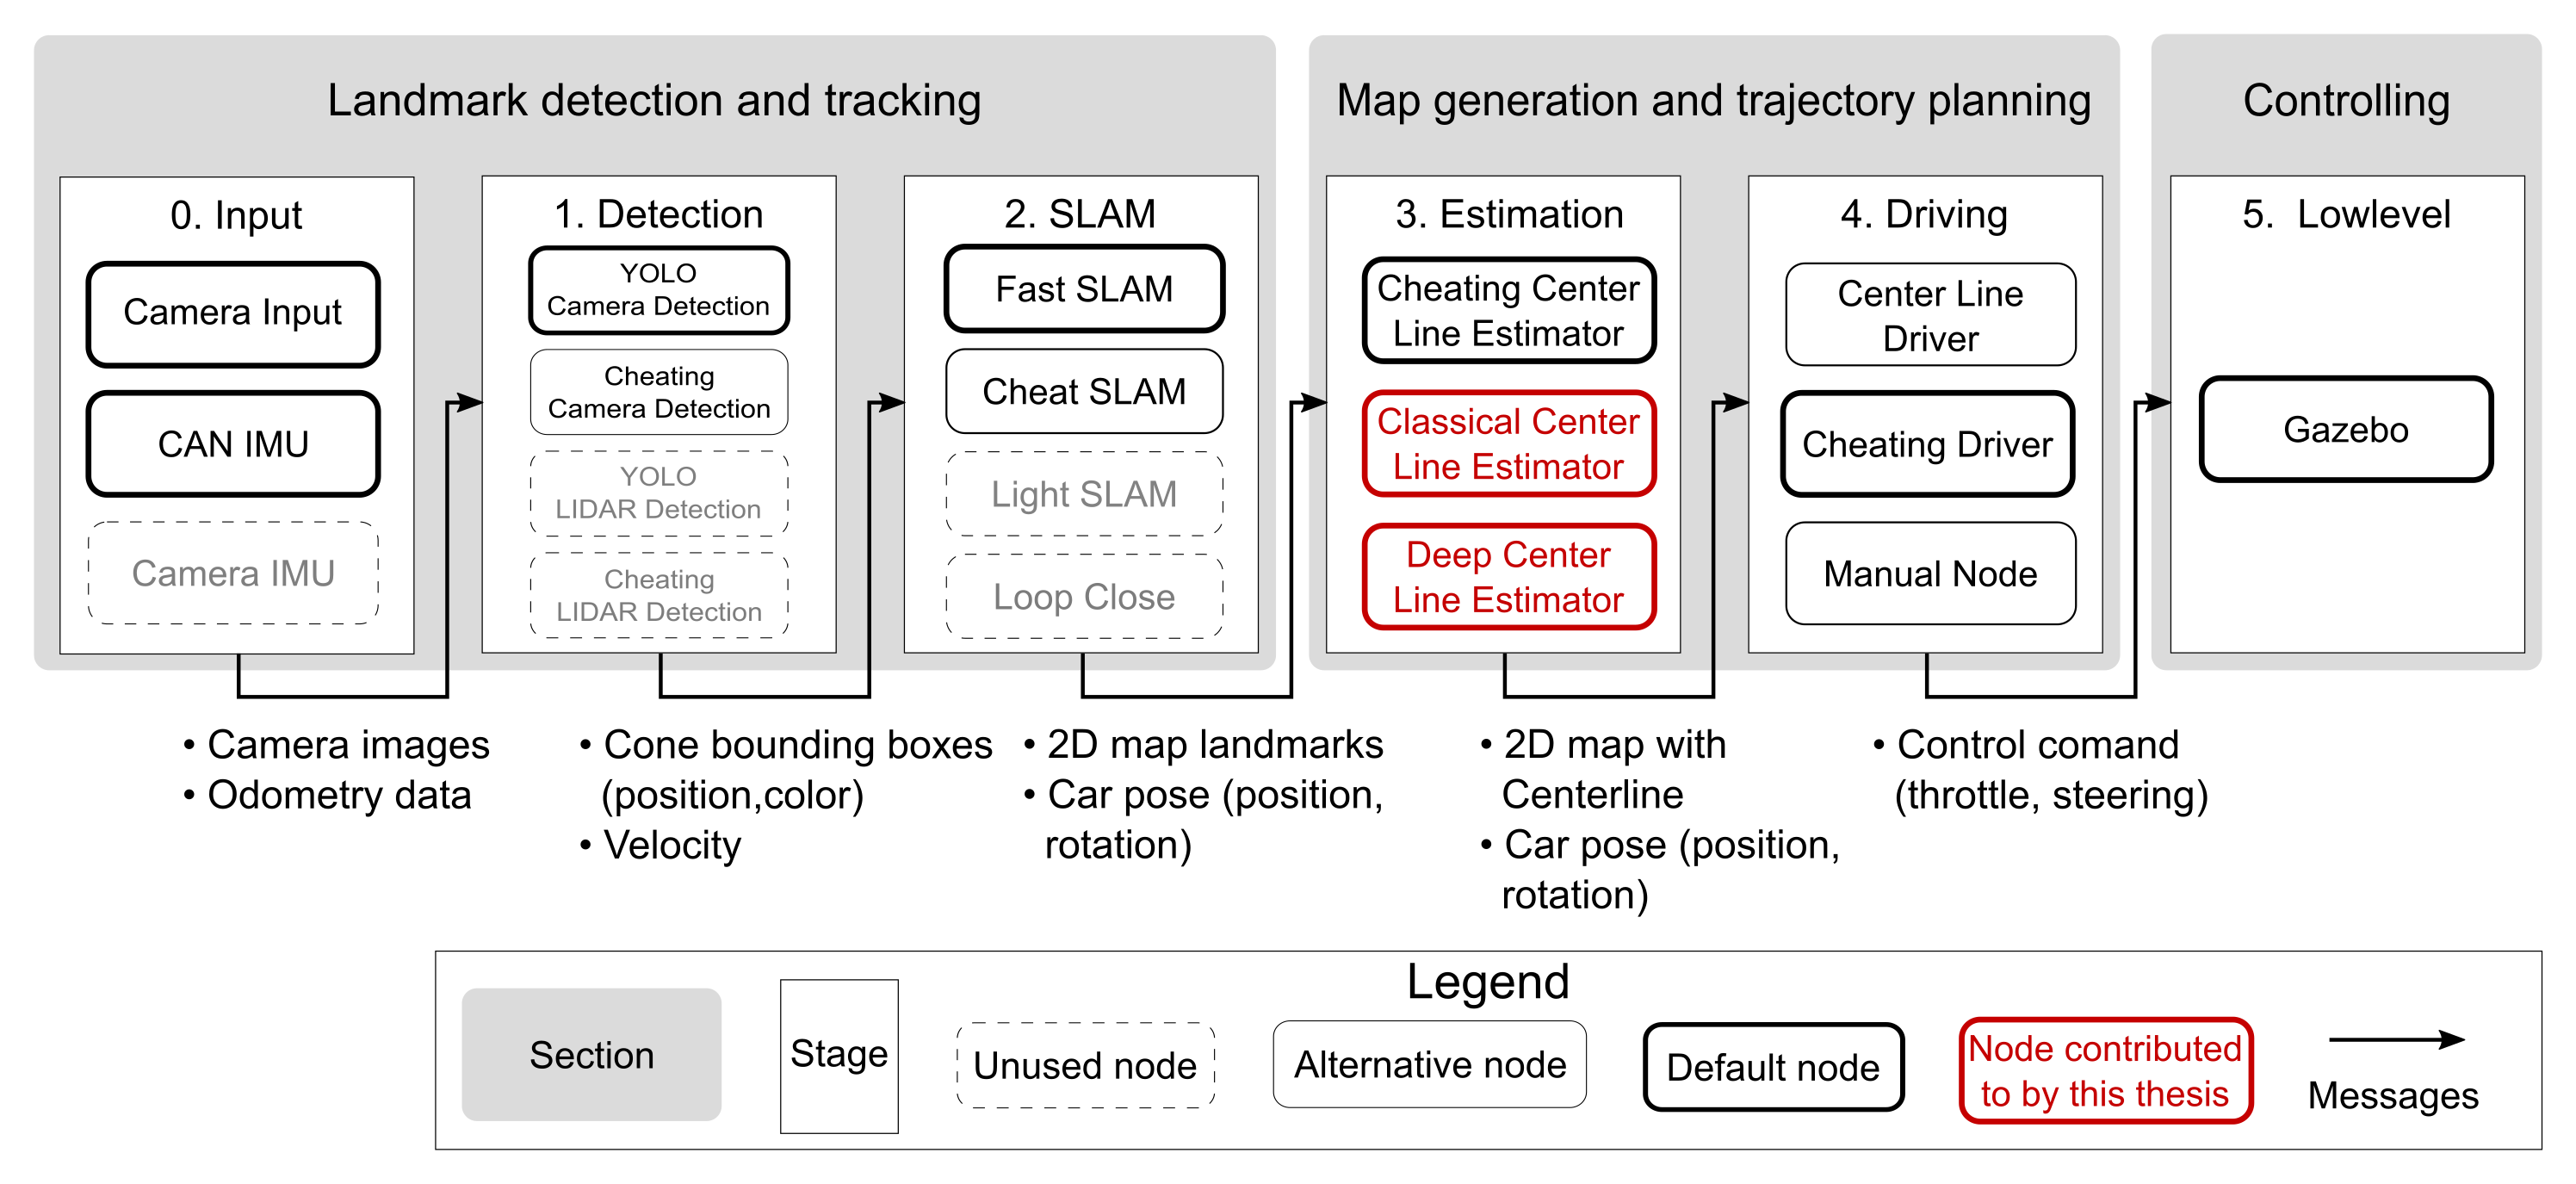 Landmark detection and tracking
Map generation and trajectory planning
Controlling
0. Input
Camera Input
CAN IMU
Camera IMU
1. Detection
YOLO
Camera Detection
Cheating
Camera Detection
YOLO
LIDAR Detection
Cheating
LIDAR Detection
2. SLAM
Fast SLAM
Cheat SLAM
Light SLAM
Loop Close
3. Estimation
Cheating Center
Line Estimator
Classical Center
Line Estimator
Deep Center
Line Estimator
4. Driving
Center Line
Driver
Cheating Driver
Manual Node
5. Lowlevel
Gazebo
• Camera images
• Odometry data
• Cone bounding boxes
(position,color)
• Velocity
• 2D map landmarks
• Car pose (position,
rotation)
• 2D map with
Centerline
• Car pose (position,
rotation)
• Control comand
(throttle, steering)
Legend
Section
Stage
Unused node
Alternative node
Default node
Node contributed
to by this thesis
Messages